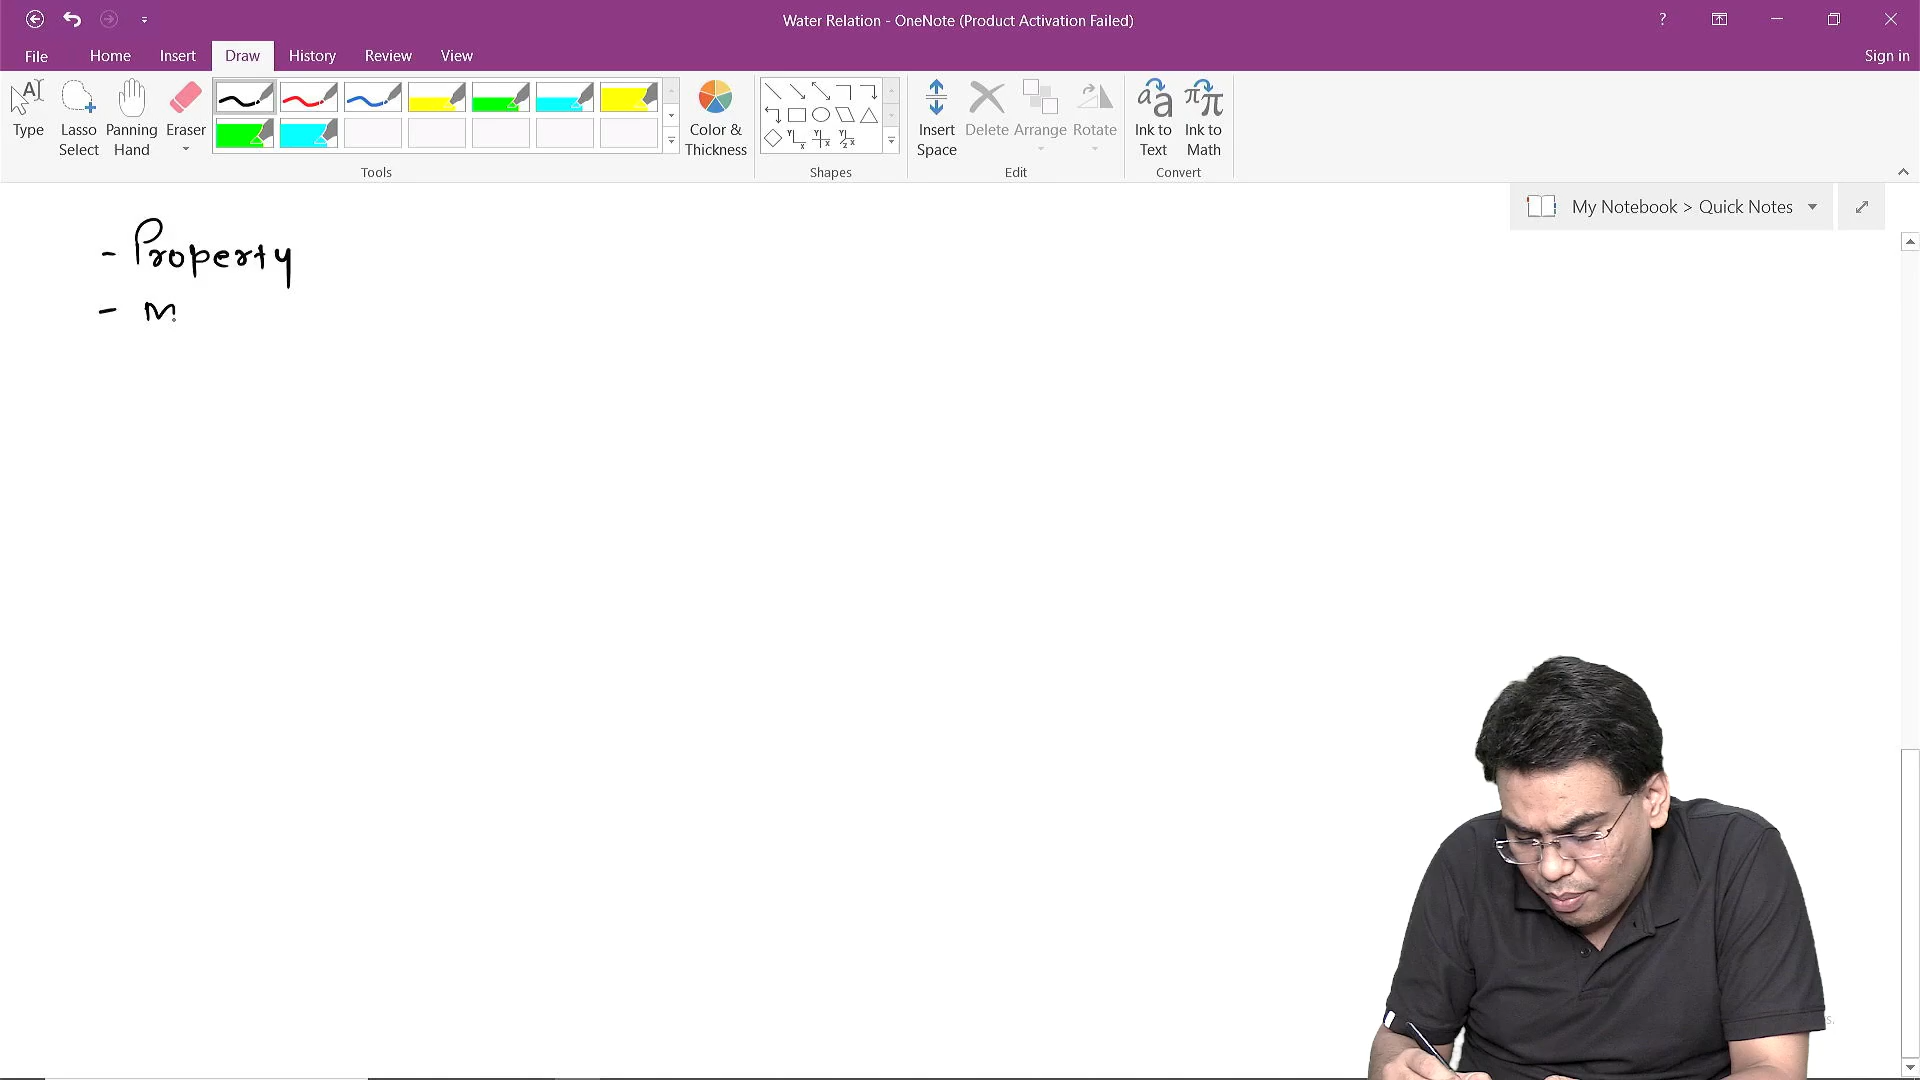 Water Relation - OneNote (Product Activation Failed)
?
File Home Insert Draw History Review View
Sign in
Type
Lasso Select
Panning Hand
Eraser
Color & Thickness
Insert Space
Delete
Arrange
Rotate
Ink to Text
Ink to Math
Tools
Shapes
Edit
Convert
My Notebook > Quick Notes
- Property
- M